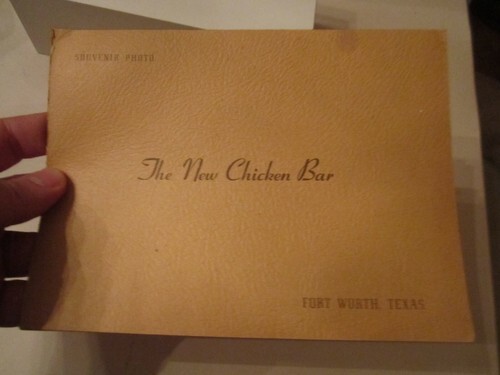 SOUVENIR PHOTO
The New Chicken Bar
FORT WORTH, TEXAS